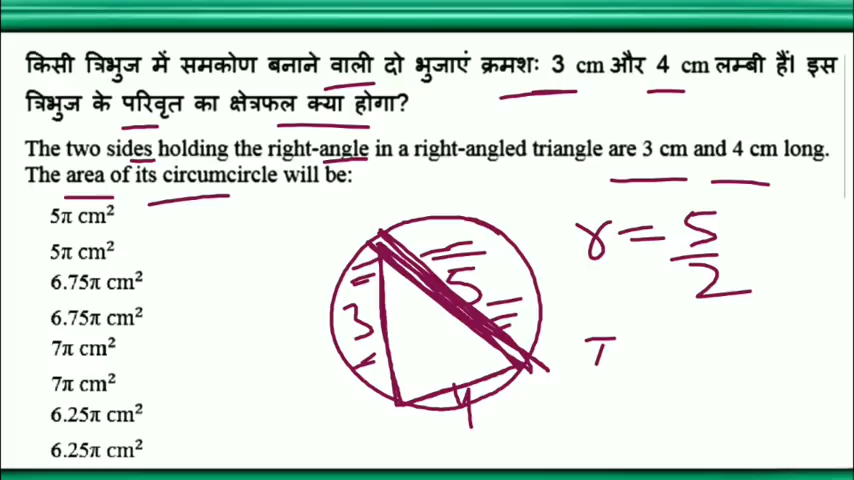 किसी त्रिभुज में समकोण बनाने वाली दो भुजाएं क्रमशः 3 cm और 4 cm लम्बी हैं। इस
त्रिभुज के परिवृत का क्षेत्रफल क्या होगा?
The two sides holding the right-angle in a right-angled triangle are 3 cm and 4 cm long.
The area of its circumcircle will be:
5π cm²
5π cm²
6.75π cm²
6.75π cm²
7π cm²
7π cm²
6.25π cm²
6.25π cm²
3
5
4
r = 5/2
π